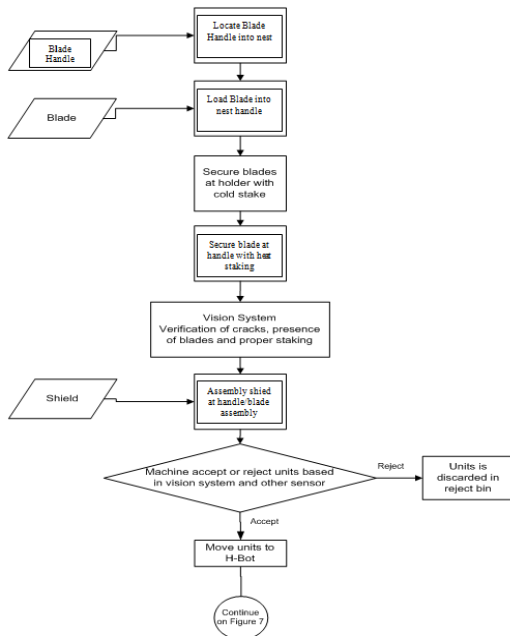 Locate Blade
Handle into nest
Blade
Handle
Load Blade into
nest handle
Blade
Secure blades
at holder with
cold stake
Secure blade at
handle with heat
staking
Vision System
Verification of cracks, presence
of blades and proper staking
Shield
Assembly shied
at handle/blade
assembly
Machine accept or reject units based
in vision system and other sensor
Reject
Units is
discarded in
reject bin
Accept
Move units to
H-Bot
Continue
on Figure 7